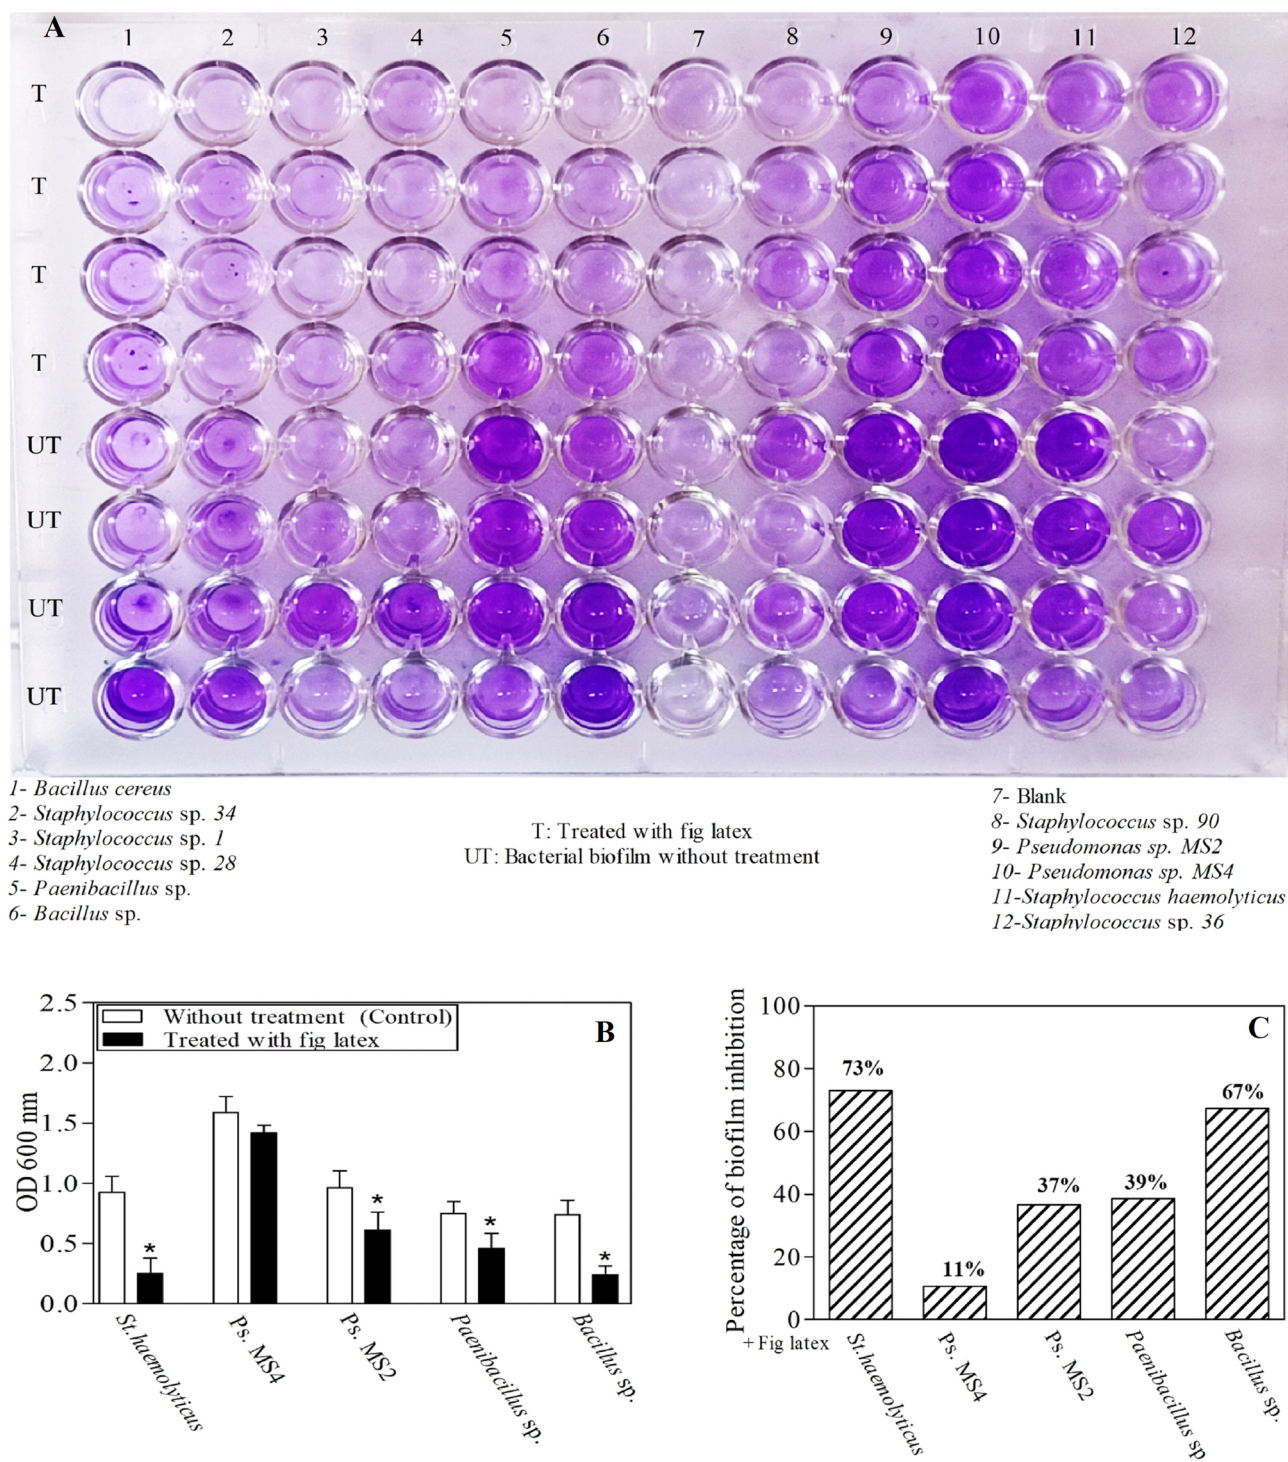 A
1 2 3 4 5 6 7 8 9 10 11 12
T
T
T
T
UT
UT
UT
UT
1- Bacillus cereus
2- Staphylococcus sp. 34
3- Staphylococcus sp. 1
4- Staphylococcus sp. 28
5- Paenibacillus sp.
6- Bacillus sp.
T: Treated with fig latex
UT: Bacterial biofilm without treatment
7- Blank
8- Staphylococcus sp. 90
9- Pseudomonas sp. MS2
10- Pseudomonas sp. MS4
11-Staphylococcus haemolyticus
12-Staphylococcus sp. 36
B
Without treatment (Control)
Treated with fig latex
OD 600 nm
2.5
2.0
1.5
1.0
0.5
0.0
*
*
*
*
St.haemolyticus
Ps. MS4
Ps. MS2
Paenibacillus sp.
Bacillus sp.
C
Percentage of biofilm inhibition
100
80
60
40
20
0
73%
11%
37%
39%
67%
+ Fig latex
St.haemolyticus
Ps. MS4
Ps. MS2
Paenibacillus sp
Bacillus sp.